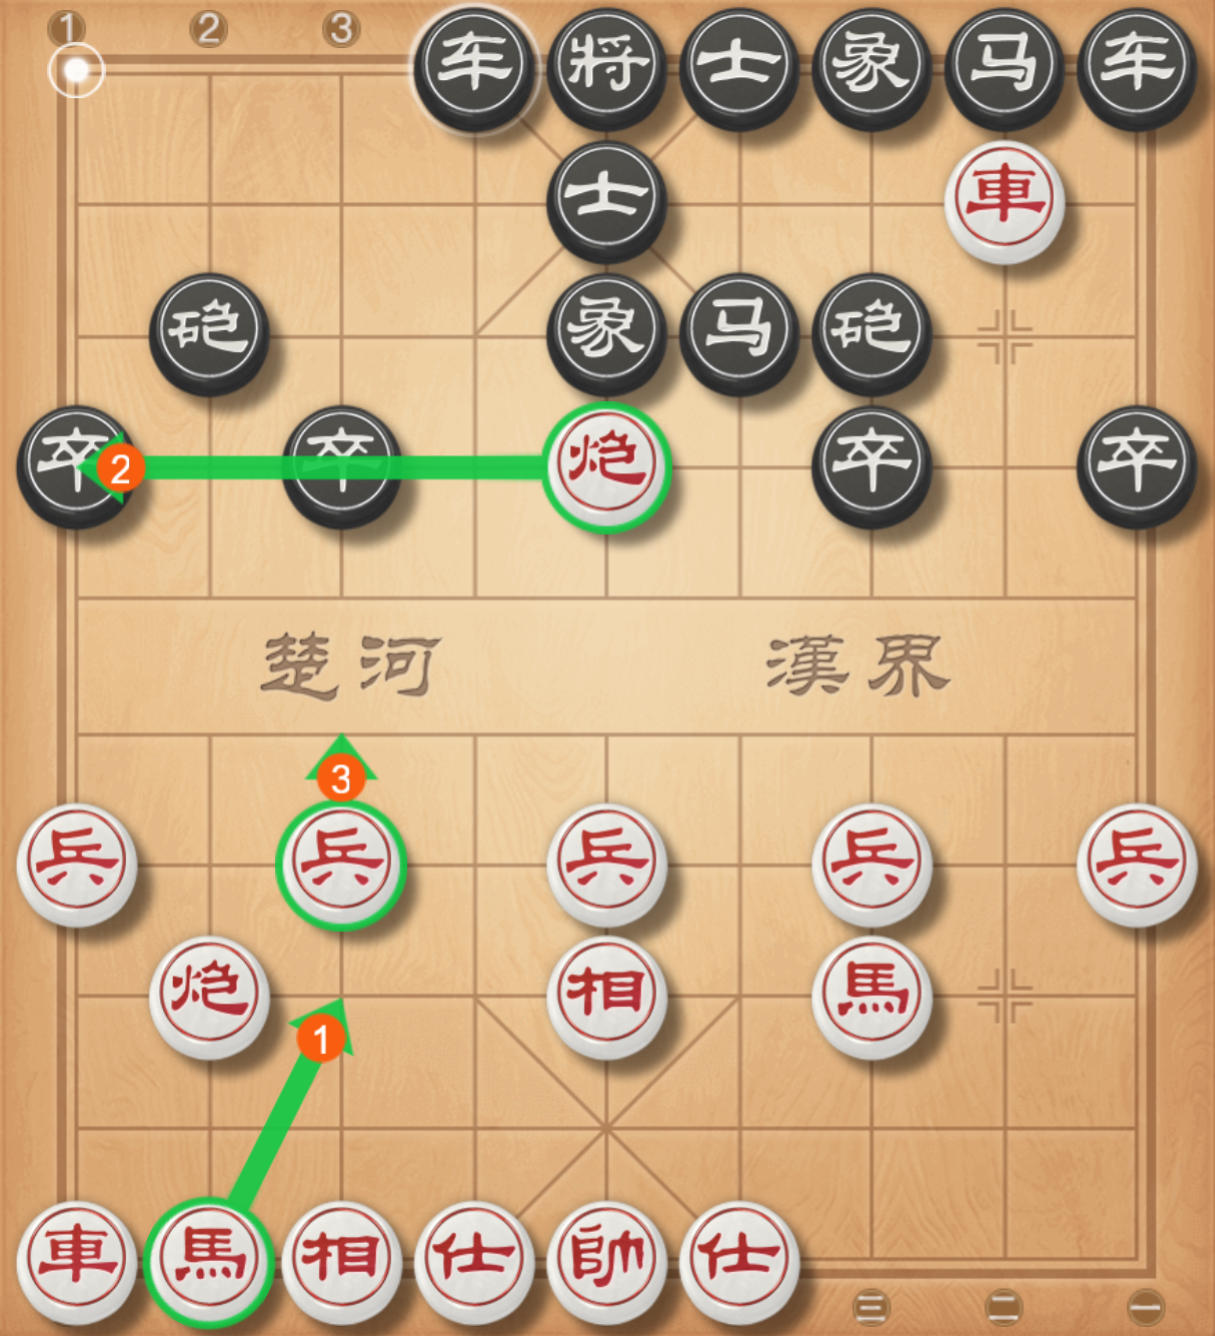 1 2 3
车 将 士 象 马 车
士 車
砲 象 马 砲
卒 2 卒 炮 卒 卒
楚河 漢界
3
兵 兵 兵 兵 兵
炮 相 馬
1
車 馬 相 仕 帥 仕
三 二 一